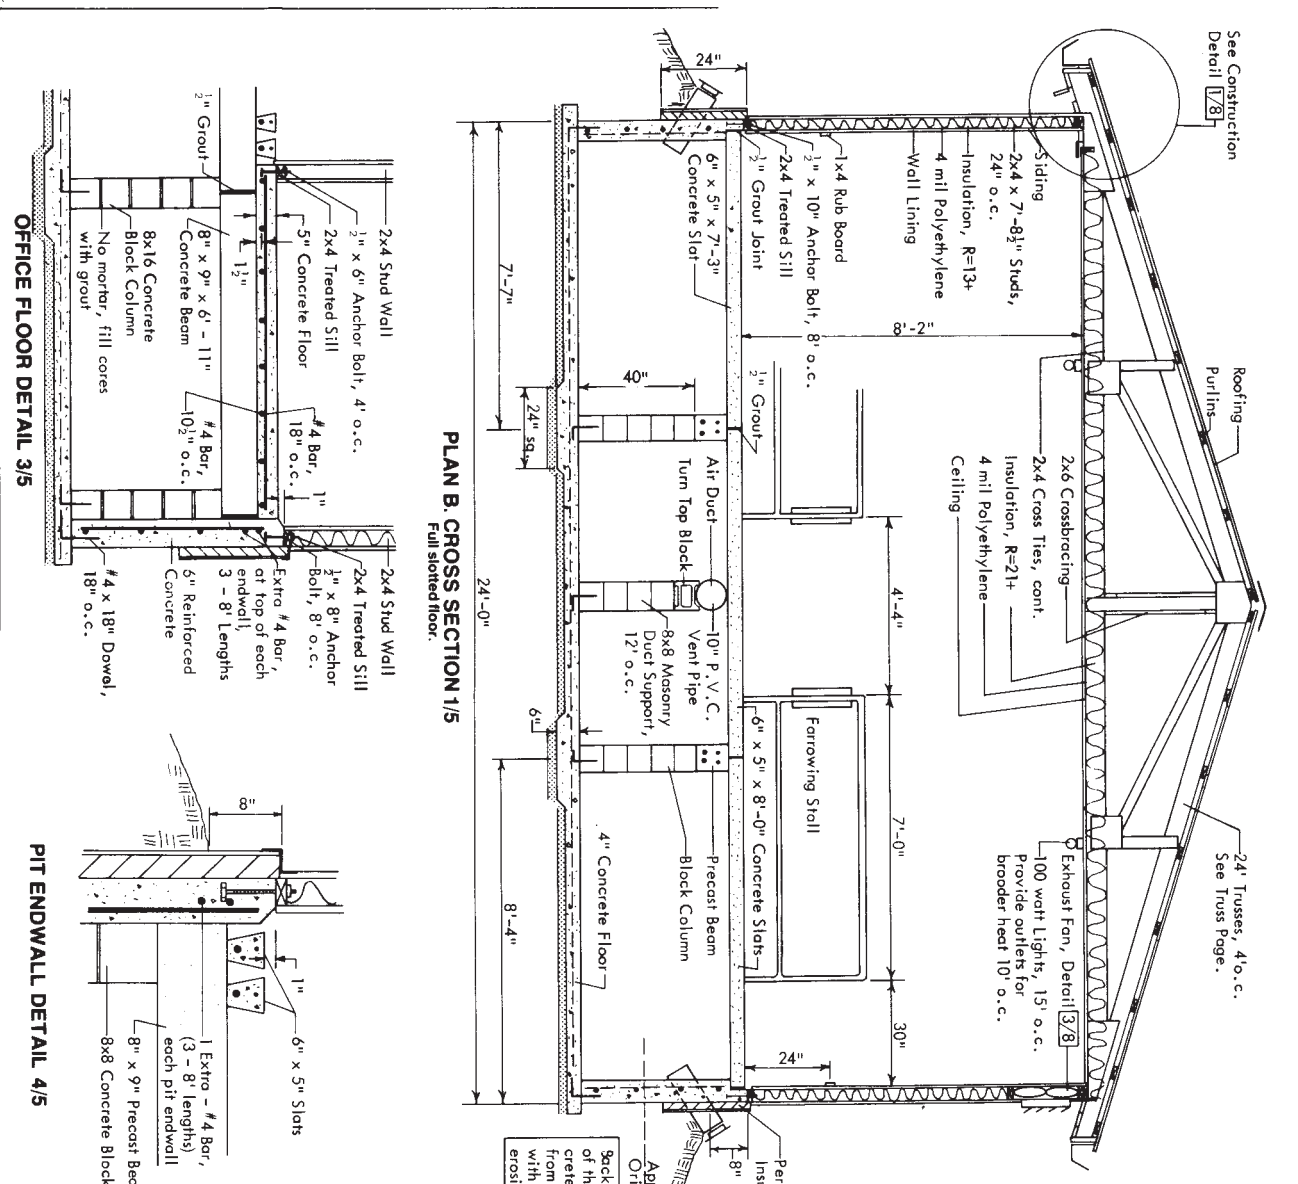 See Construction
Detail 1/8
Roofing
Purlins
24' Trusses, 4'o.c.
See Truss Page.
Siding
2x4 x 7'-8½" Studs,
24" o.c.
Insulation, R=13+
4 mil Polyethylene
Wall Lining
1x4 Rub Board
½" x 10" Anchor Bolt, 8' o.c.
2x4 Treated Sill
½" Grout Joint
6" x 5" x 7'-3"
Concrete Slat
24"
8'-2"
2x6 Crossbracing
2x4 Cross Ties, cont.
Insulation, R=21+
4 mil Polyethylene
Ceiling
Exhaust Fan, Detail 3/8
100 watt Lights, 15' o.c.
Provide outlets for
brooder heat 10' o.c.
4'-4"
7'-0"
30"
Farrowing Stall
24"
½" Grout
6" x 5" x 8'-0" Concrete Slats
Air Duct
Turn Top Block
10" P.V.C.
Vent Pipe
8x8 Masonry
Duct Support,
12' o.c.
Precast Beam
Block Column
4" Concrete Floor
40"
24" sq.
6"
7'-7"
8'-4"
24'-0"
8"
Per
Ins
App
Ori
Back
of th
crete
from
with
erosi
PLAN B. CROSS SECTION 1/5
Full slotted floor.
2x4 Stud Wall
½" x 6" Anchor Bolt, 4' o.c.
2x4 Treated Sill
5" Concrete Floor
1½"
½" Grout
8" x 9" x 6' - 11"
Concrete Beam
8x16 Concrete
Block Column
No mortar, fill cores
with grout
#4 Bar,
18" o.c.
#4 Bar,
10½" o.c.
1"
2x4 Stud Wall
2x4 Treated Sill
½" x 8" Anchor
Bolt, 8' o.c.
Extra #4 Bar,
at top of each
endwall,
3 - 8' Lengths
6" Reinforced
Concrete
#4 x 18" Dowel,
18" o.c.
OFFICE FLOOR DETAIL 3/5
8"
1"
6" x 5" Slats
1 Extra - #4 Bar,
(3 - 8' lengths)
each pit endwall
8" x 9" Precast Bea
8x8 Concrete Block
PIT ENDWALL DETAIL 4/5